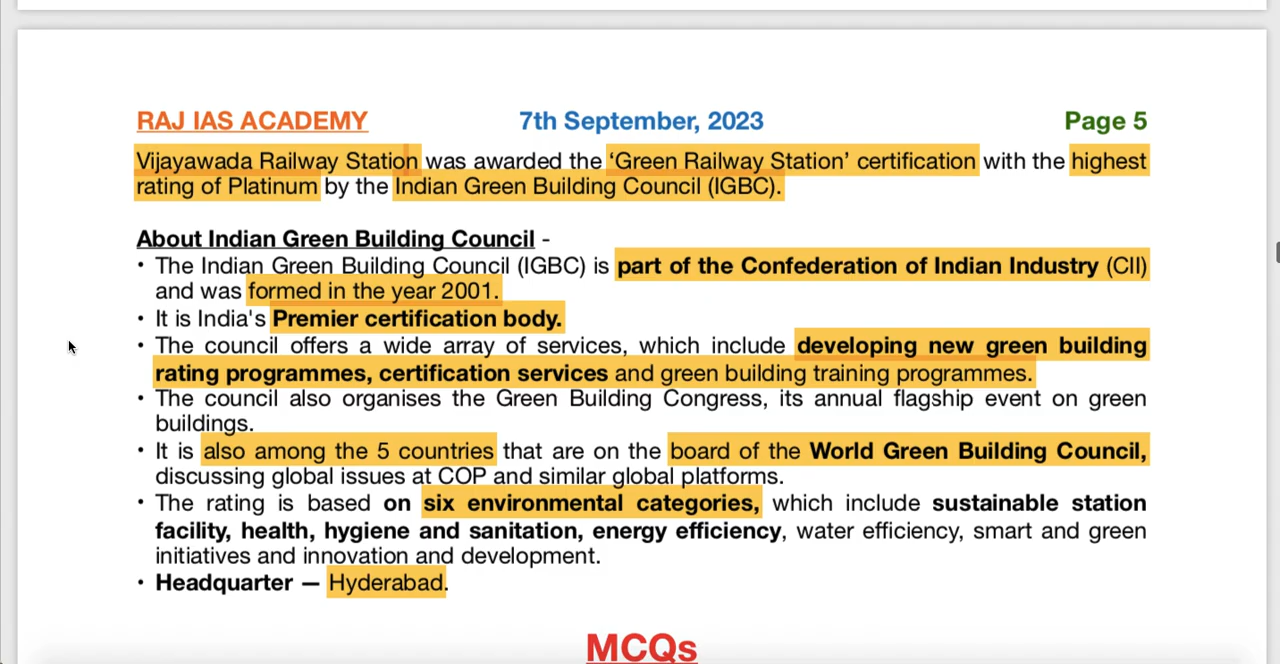 RAJ IAS ACADEMY 7th September, 2023 Page 5
Vijayawada Railway Station was awarded the ‘Green Railway Station’ certification with the highest
rating of Platinum by the Indian Green Building Council (IGBC).
About Indian Green Building Council -
• The Indian Green Building Council (IGBC) is part of the Confederation of Indian Industry (CII)
and was formed in the year 2001.
• It is India's Premier certification body.
• The council offers a wide array of services, which include developing new green building
rating programmes, certification services and green building training programmes.
• The council also organises the Green Building Congress, its annual flagship event on green
buildings.
• It is also among the 5 countries that are on the board of the World Green Building Council,
discussing global issues at COP and similar global platforms.
• The rating is based on six environmental categories, which include sustainable station
facility, health, hygiene and sanitation, energy efficiency, water efficiency, smart and green
initiatives and innovation and development.
• Headquarter — Hyderabad.
MCQs